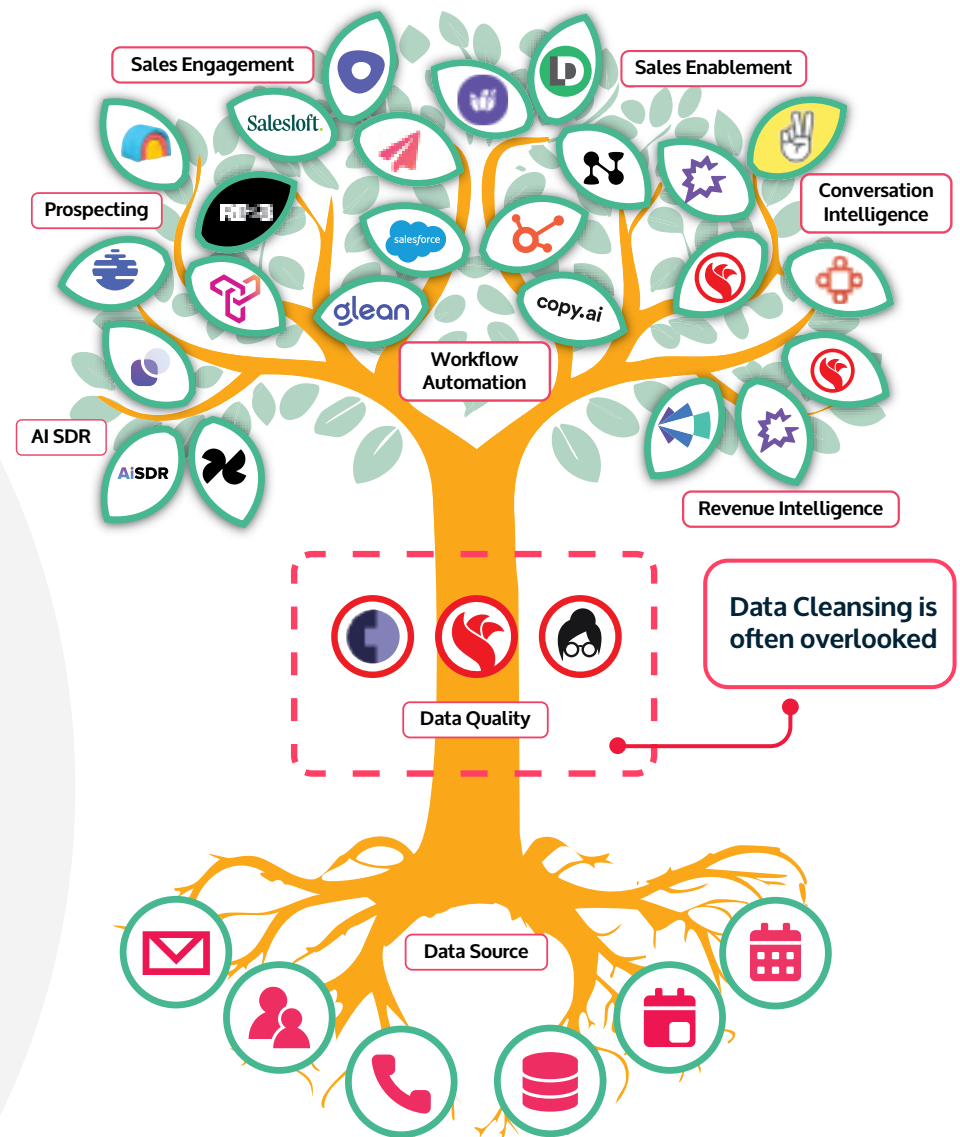 Sales Engagement
Sales Enablement
Salesloft.
Prospecting
Conversation
Intelligence
salesforce
glean
copy.ai
Workflow
Automation
AI SDR
AiSDR
Revenue Intelligence
Data Cleansing is
often overlooked
Data Quality
Data Source